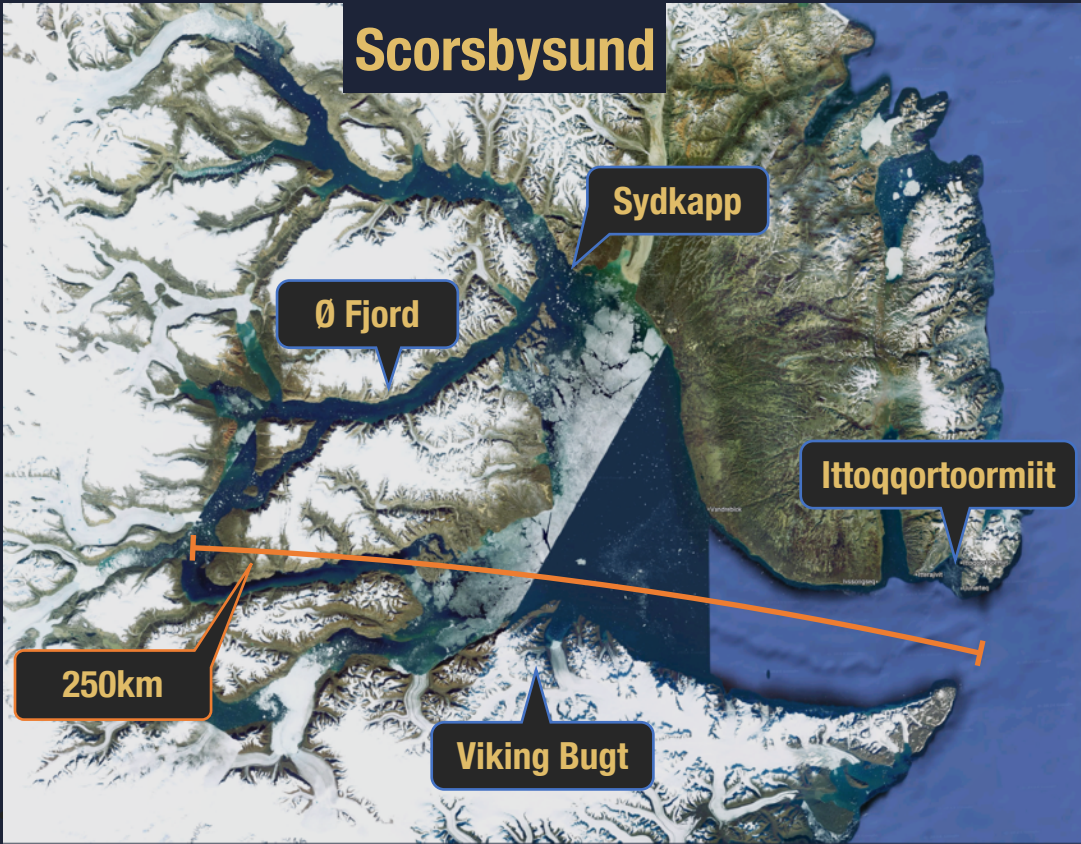 Scorsbysund
Sydkapp
Ø Fjord
Ittoqqortoormiit
250km
Viking Bugt